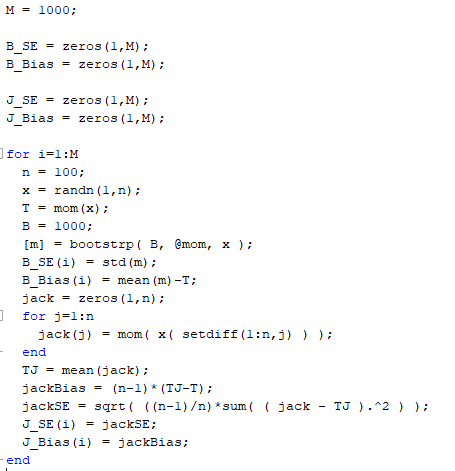 M = 1000;
B_SE = zeros(1,M);
B_Bias = zeros(1,M);
J_SE = zeros(1,M);
J_Bias = zeros(1,M);
for i=1:M
n = 100;
x = randn(1,n);
T = mom(x);
B = 1000;
[m] = bootstrp( B, @mom, x );
B_SE(i) = std(m);
B_Bias(i) = mean(m)-T;
jack = zeros(1,n);
for j=1:n
jack(j) = mom( x( setdiff(1:n,j) ) );
end
TJ = mean(jack);
jackBias = (n-1)*(TJ-T);
jackSE = sqrt( ((n-1)/n)*sum( ( jack - TJ ).^2 ) );
J_SE(i) = jackSE;
J_Bias(i) = jackBias;
end